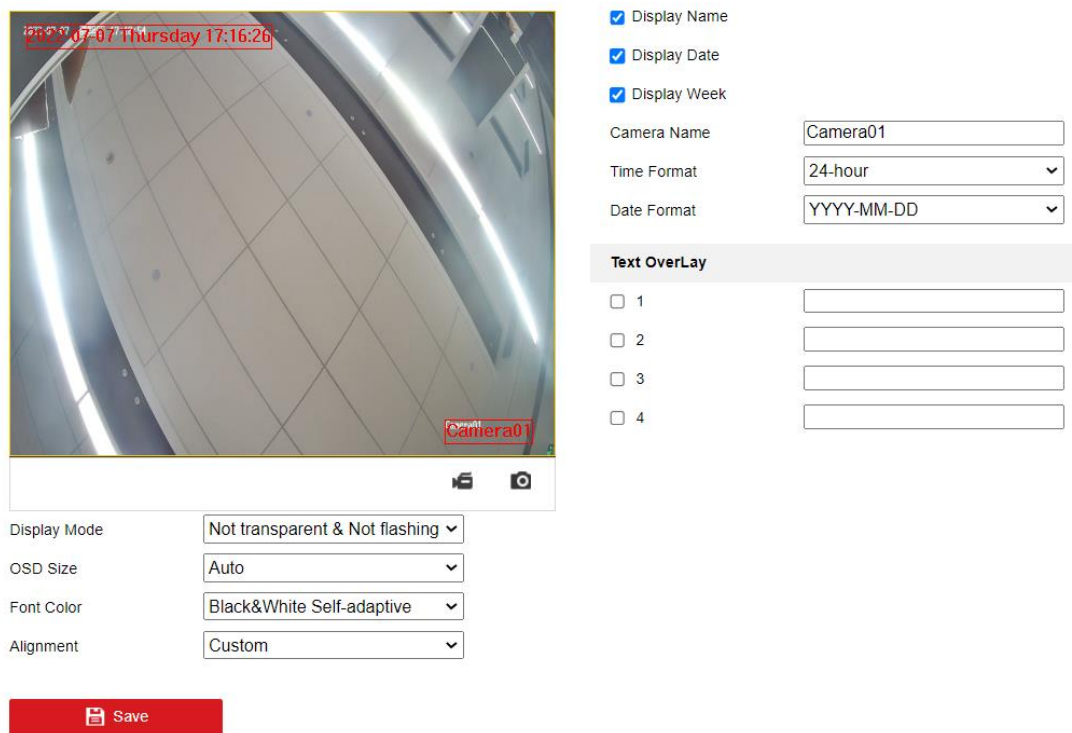 2022-07-07 Thursday 17:16:26
Camera01
Display Mode
Not transparent & Not flashing
OSD Size
Auto
Font Color
Black&White Self-adaptive
Alignment
Custom
Save
Display Name
Display Date
Display Week
Camera Name
Camera01
Time Format
24-hour
Date Format
YYYY-MM-DD
Text OverLay
1
2
3
4